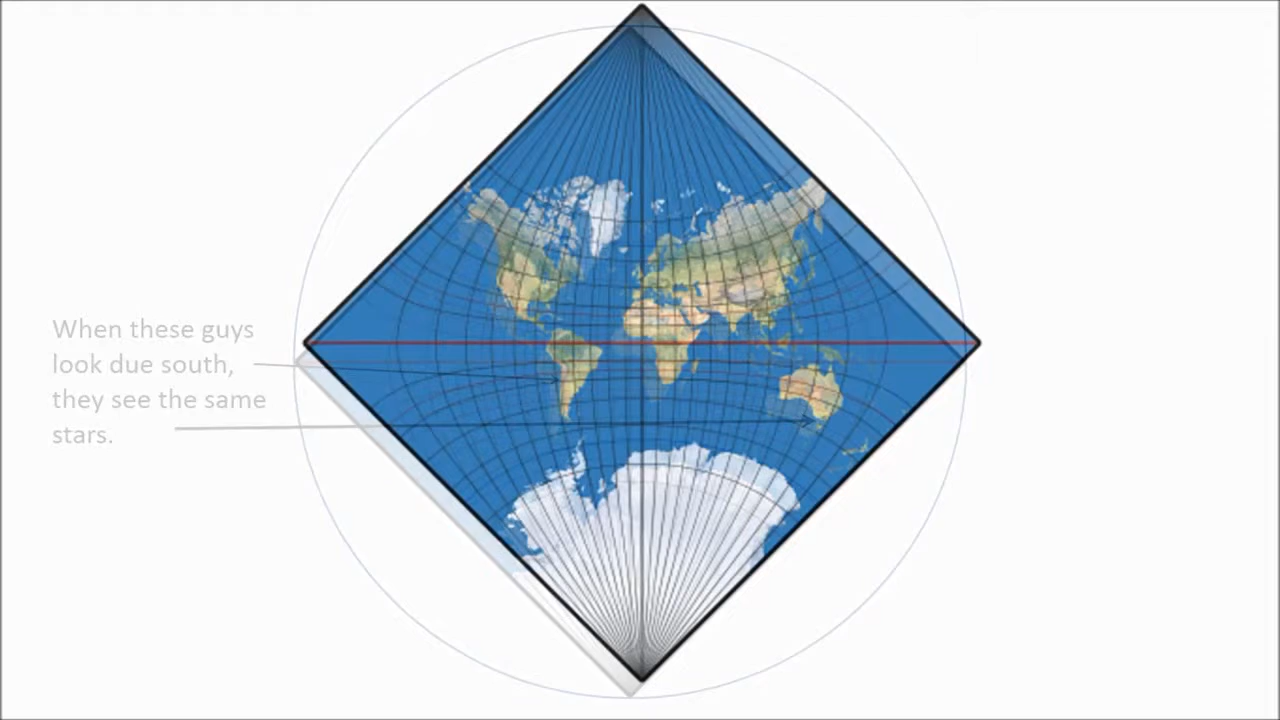 When these guys
look due south,
they see the same
stars.